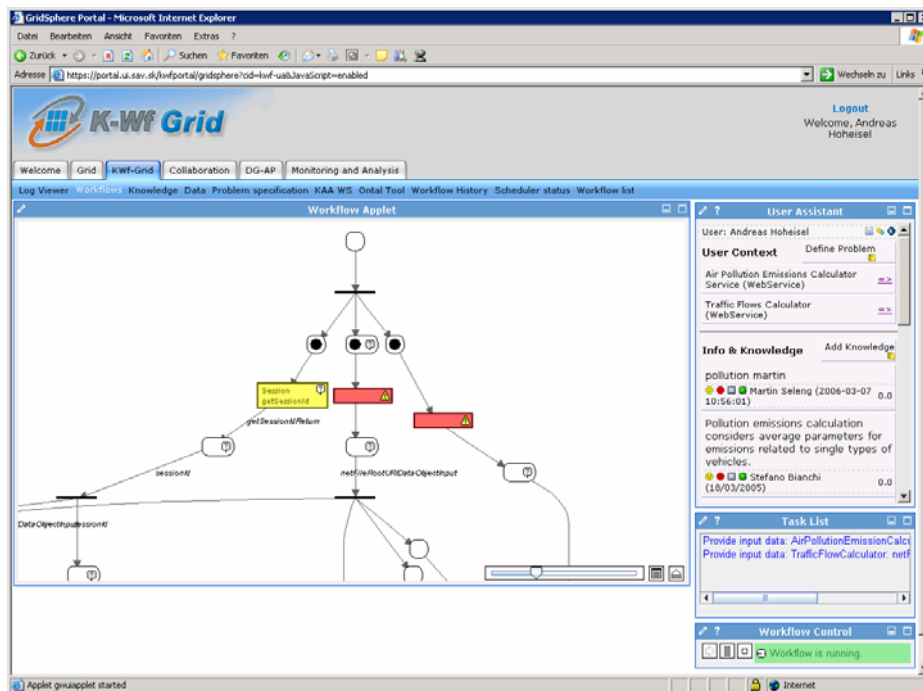 GridSphere Portal - Microsoft Internet Explorer
Datei Bearbeiten Ansicht Favoriten Extras ?
Zurück Suchen Favoriten
Adresse https://portal.ui.sav.sk/kwfportal/gridsphere?cid=kwf-ua&JavaScript=enabled Wechseln zu Links
K-Wf Grid
Logout
Welcome, Andreas
Hoheisel
Welcome Grid KWf-Grid Collaboration DG-AP Monitoring and Analysis
Log Viewer Workflows Knowledge Data Problem specification KAA WS Ontal Tool Workflow History Scheduler status Workflow list
Workflow Applet
Session
getSessionId
getSessionIdReturn
sessionId
netFileRootURIDataObjectInput
DataObjectInputsessionId
? User Assistant
User: Andreas Hoheisel
User Context Define Problem
Air Pollution Emissions Calculator
Service (WebService) =>
Traffic Flows Calculator
(WebService) =>
Info & Knowledge Add Knowledge
pollution martin
Martin Seleng (2006-03-07
10:56:01) 0.0
Pollution emissions calculation
considers average parameters for
emissions related to single types of
vehicles.
Stefano Bianchi
(18/03/2005) 0.0
? Task List
Provide input data: AirPollutionEmissionCalcu
Provide input data: TrafficFlowCalculator: netF
? Workflow Control
Workflow is running.
Applet gwuiapplet started Internet